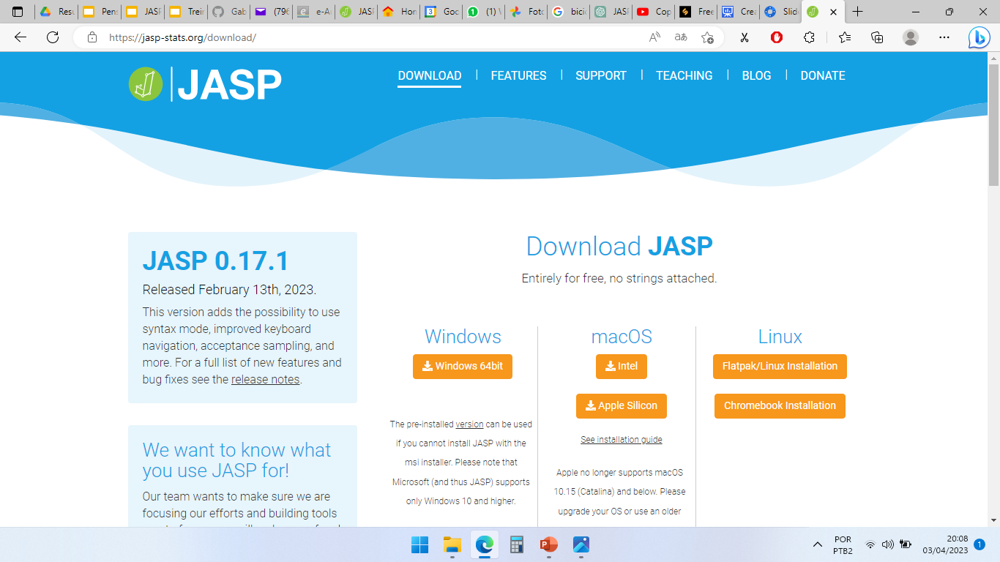 Resu
Pens
JASP
Trein
Gab
(796
e-Au
JASP
Hom
Goo
(1) W
Foto
bicic
JASP
Cop
Free
Crea
Slid
https://jasp-stats.org/download/
JASP
DOWNLOAD | FEATURES | SUPPORT | TEACHING | BLOG | DONATE
JASP 0.17.1
Released February 13th, 2023.
This version adds the possibility to use
syntax mode, improved keyboard
navigation, acceptance sampling, and
more. For a full list of new features and
bug fixes see the release notes.
We want to know what
you use JASP for!
Our team wants to make sure we are
focusing our efforts and building tools
Download JASP
Entirely for free, no strings attached.
Windows
Windows 64bit
The pre-installed version can be used
if you cannot install JASP with the
msi installer. Please note that
Microsoft (and thus JASP) supports
only Windows 10 and higher.
macOS
Intel
Apple Silicon
See installation guide
Apple no longer supports macOS
10.15 (Catalina) and below. Please
upgrade your OS or use an older
Linux
Flatpak/Linux Installation
Chromebook Installation
POR
PTB2
20:08
03/04/2023
1